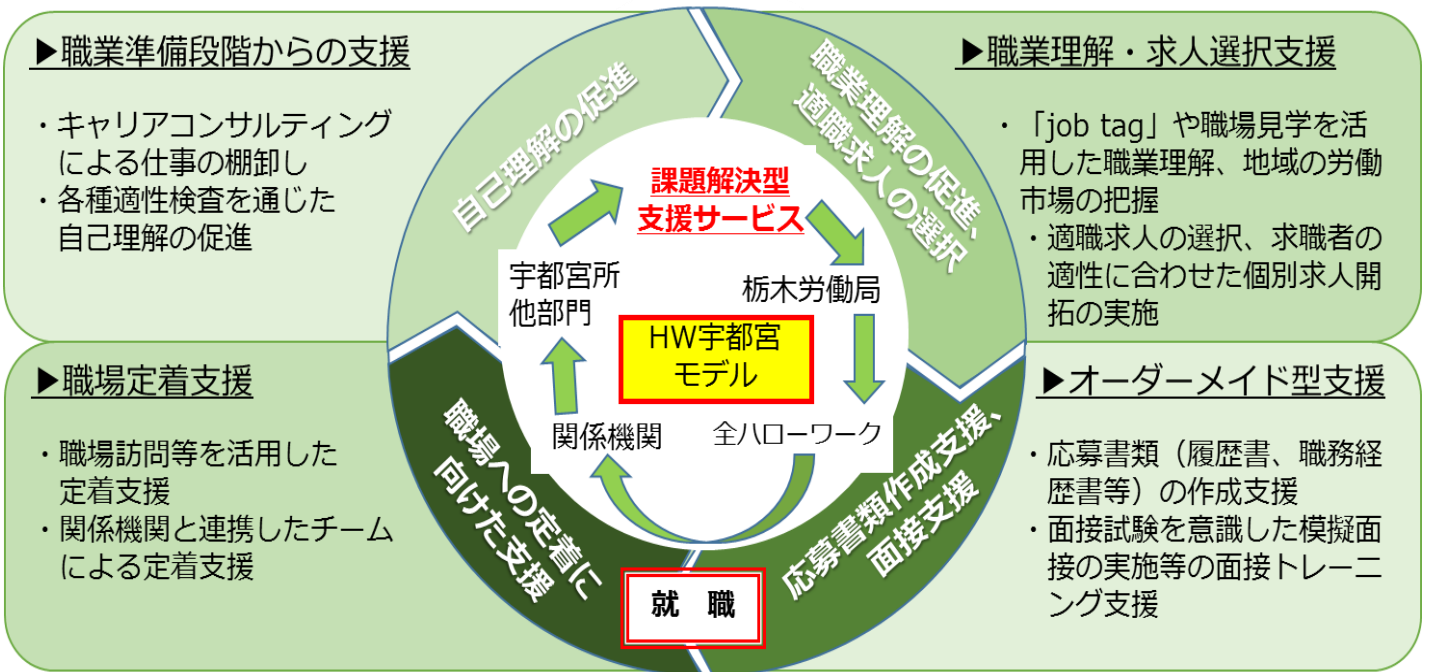 ▶職業準備段階からの支援
・キャリアコンサルティング
による仕事の棚卸し
・各種適性検査を通じた
自己理解の促進
▶職業理解・求人選択支援
・「job tag」や職場見学を活
用した職業理解、地域の労働
市場の把握
・適職求人の選択、求職者の
適性に合わせた個別求人開
拓の実施
▶職場定着支援
・職場訪問等を活用した
定着支援
・関係機関と連携したチーム
による定着支援
▶オーダーメイド型支援
・応募書類（履歴書、職務経
歴書等）の作成支援
・面接試験を意識した模擬面
接の実施等の面接トレーニ
ング支援
自己理解の促進
職業理解の促進、
適職求人の選択
応募書類作成支援、
面接支援
職場への定着に
向けた支援
課題解決型
支援サービス
宇都宮所
他部門
栃木労働局
HW宇都宮
モデル
関係機関
全ハローワーク
就　職